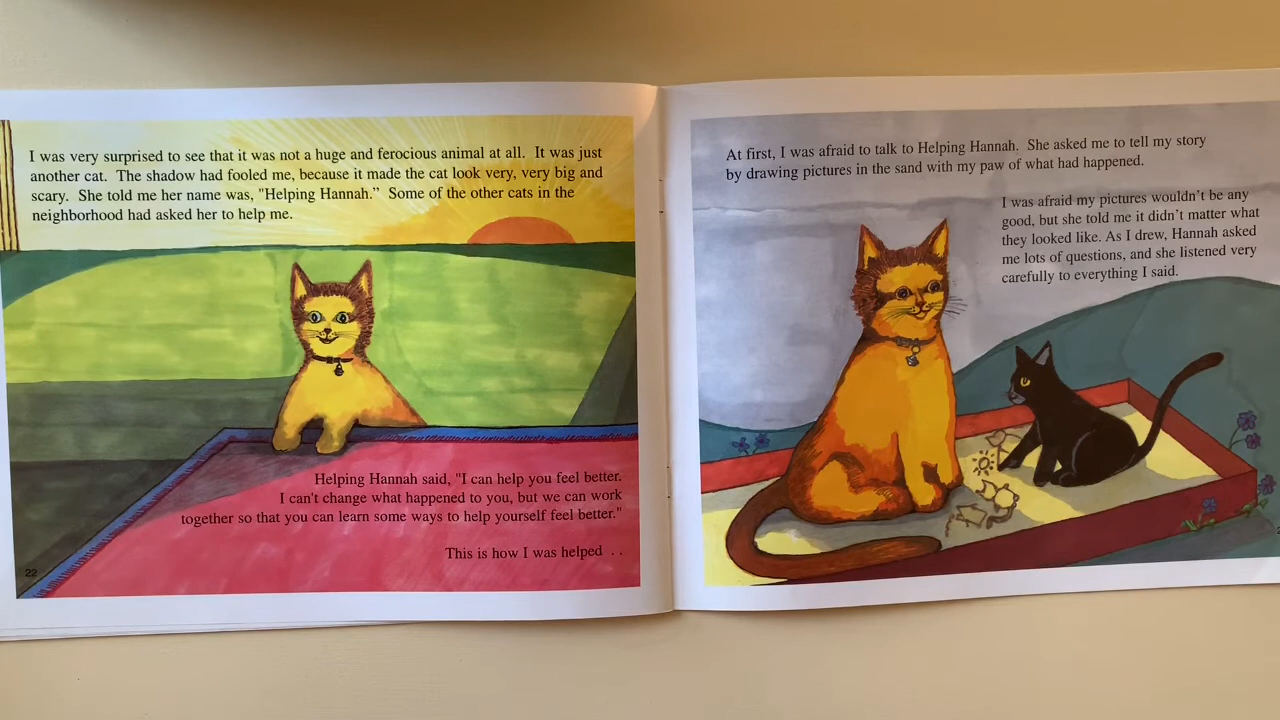 I was very surprised to see that it was not a huge and ferocious animal at all. It was just
another cat. The shadow had fooled me, because it made the cat look very, very big and
scary. She told me her name was, "Helping Hannah." Some of the other cats in the
neighborhood had asked her to help me.
Helping Hannah said, "I can help you feel better.
I can't change what happened to you, but we can work
together so that you can learn some ways to help yourself feel better."
This is how I was helped . .
22
At first, I was afraid to talk to Helping Hannah. She asked me to tell my story
by drawing pictures in the sand with my paw of what had happened.
I was afraid my pictures wouldn't be any
good, but she told me it didn't matter what
they looked like. As I drew, Hannah asked
me lots of questions, and she listened very
carefully to everything I said.